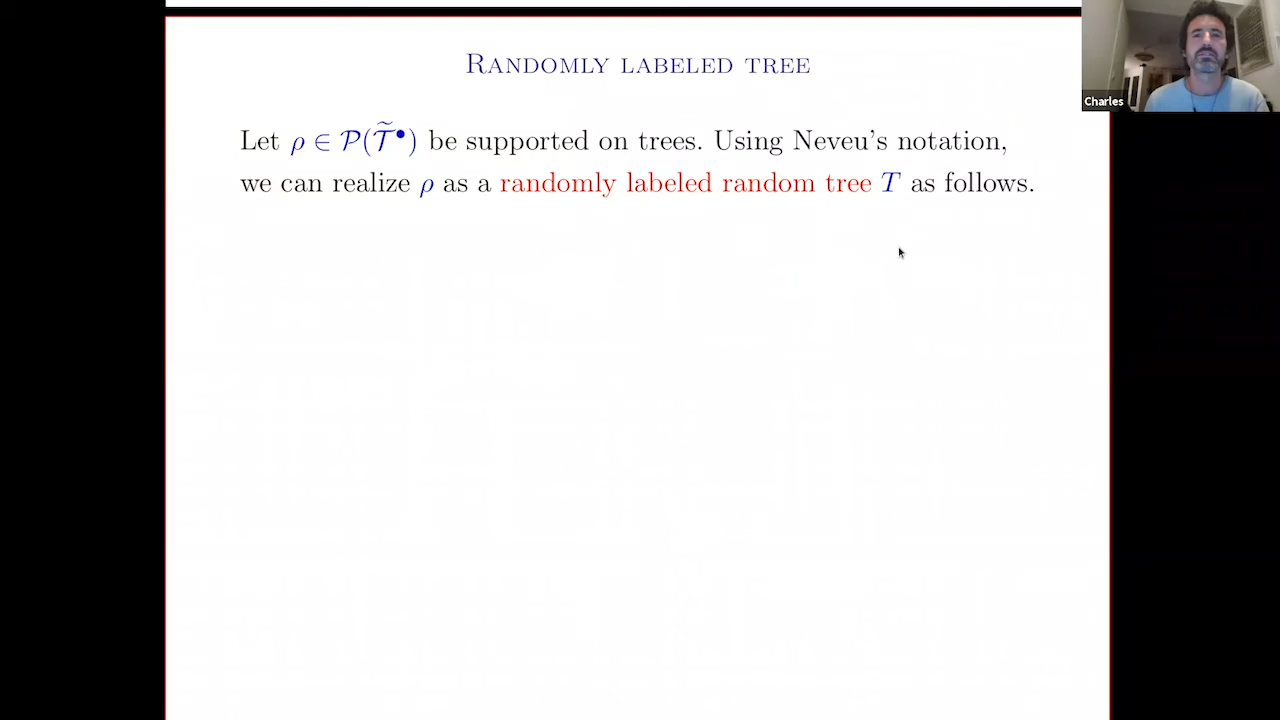 RANDOMLY LABELED TREE
Charles
Let ρ ∈ 𝒫(𝒯̃•) be supported on trees. Using Neveu's notation,
we can realize ρ as a randomly labeled random tree T as follows.